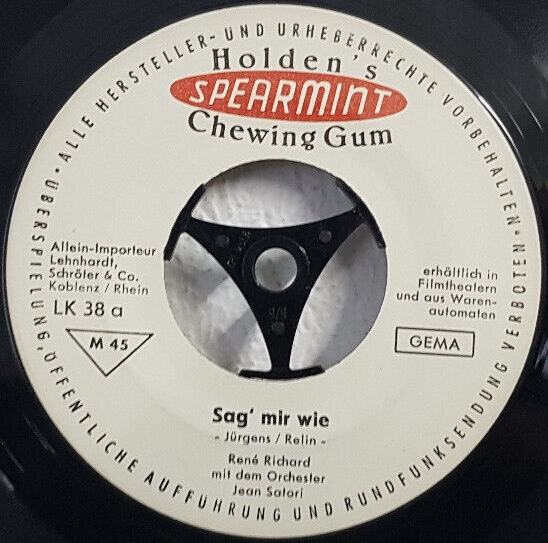 ALLE HERSTELLER- UND URHEBERRECHTE VORBEHALTEN · ÜBERSPIELUNG, ÖFFENTLICHE AUFFÜHRUNG UND RUNDFUNKSENDUNG VERBOTEN ·
Holden's
SPEARMINT
Chewing Gum
Allein-Importeur
Lehnhardt,
Schröter & Co.
Koblenz / Rhein
LK 38 a
M 45
erhältlich in
Filmtheatern
und aus Waren-
automaten
GEMA
Sag' mir wie
- Jürgens / Relin -
René Richard
mit dem Orchester
Jean Satori